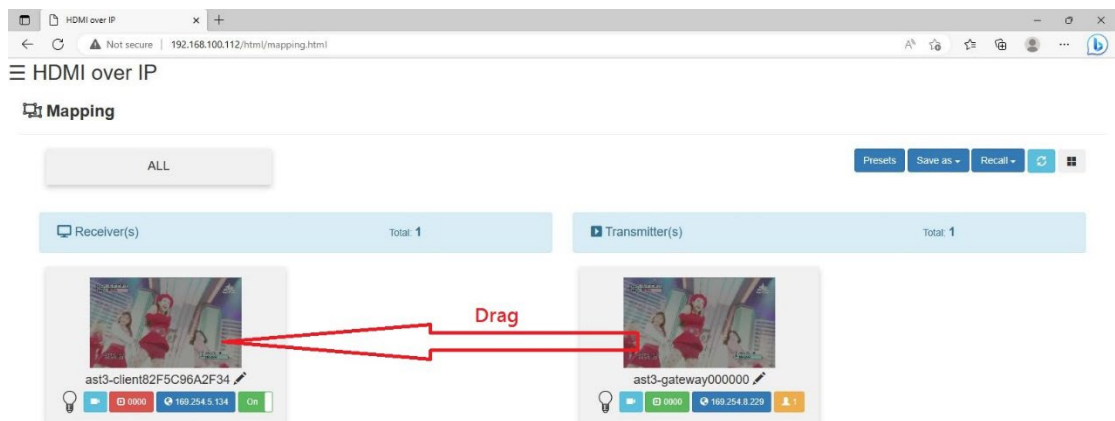 HDMI over IP
Not secure | 192.168.100.112/html/mapping.html
HDMI over IP
Mapping
ALL
Presets Save as Recall
Receiver(s) Total: 1
Transmitter(s) Total: 1
Drag
ast3-client82F5C96A2F34
0000 169.254.5.134 On
ast3-gateway000000
0000 169.254.8.229 1